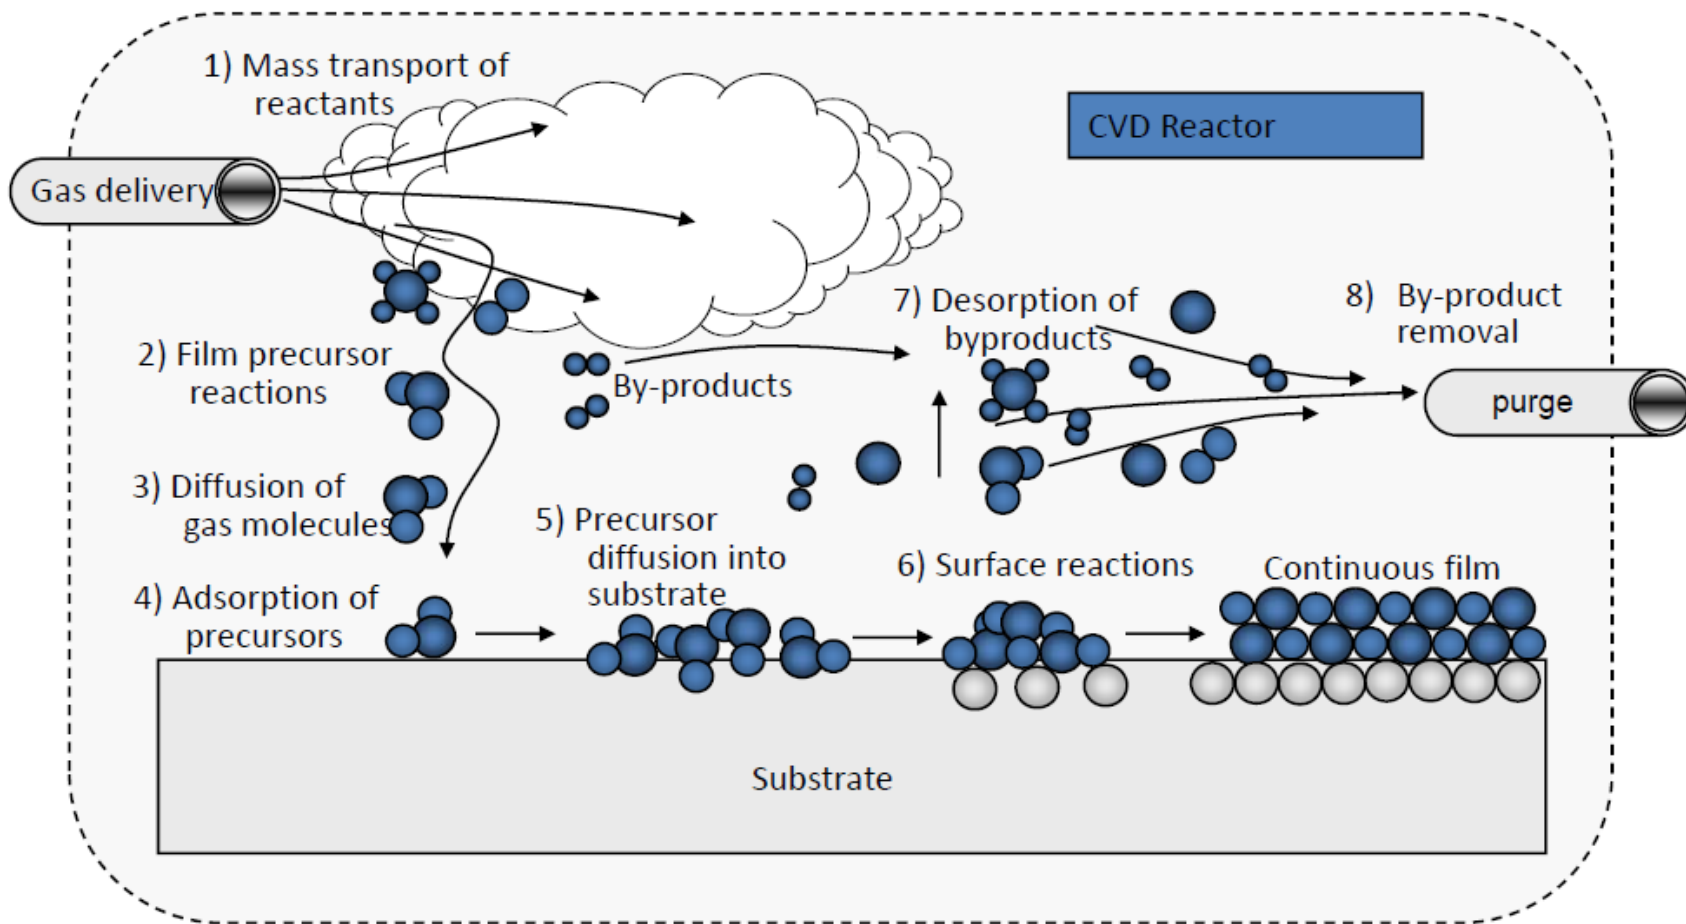 1) Mass transport of
reactants
CVD Reactor
Gas delivery
2) Film precursor
reactions
By-products
7) Desorption of
byproducts
8) By-product
removal
purge
3) Diffusion of
gas molecules
4) Adsorption of
precursors
5) Precursor
diffusion into
substrate
6) Surface reactions
Continuous film
Substrate